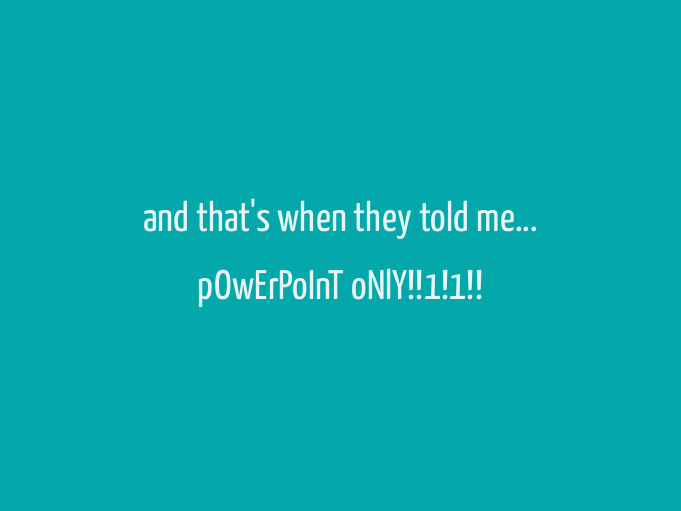 and that's when they told me...
pOwErPoInT oNlY!!1!1!!